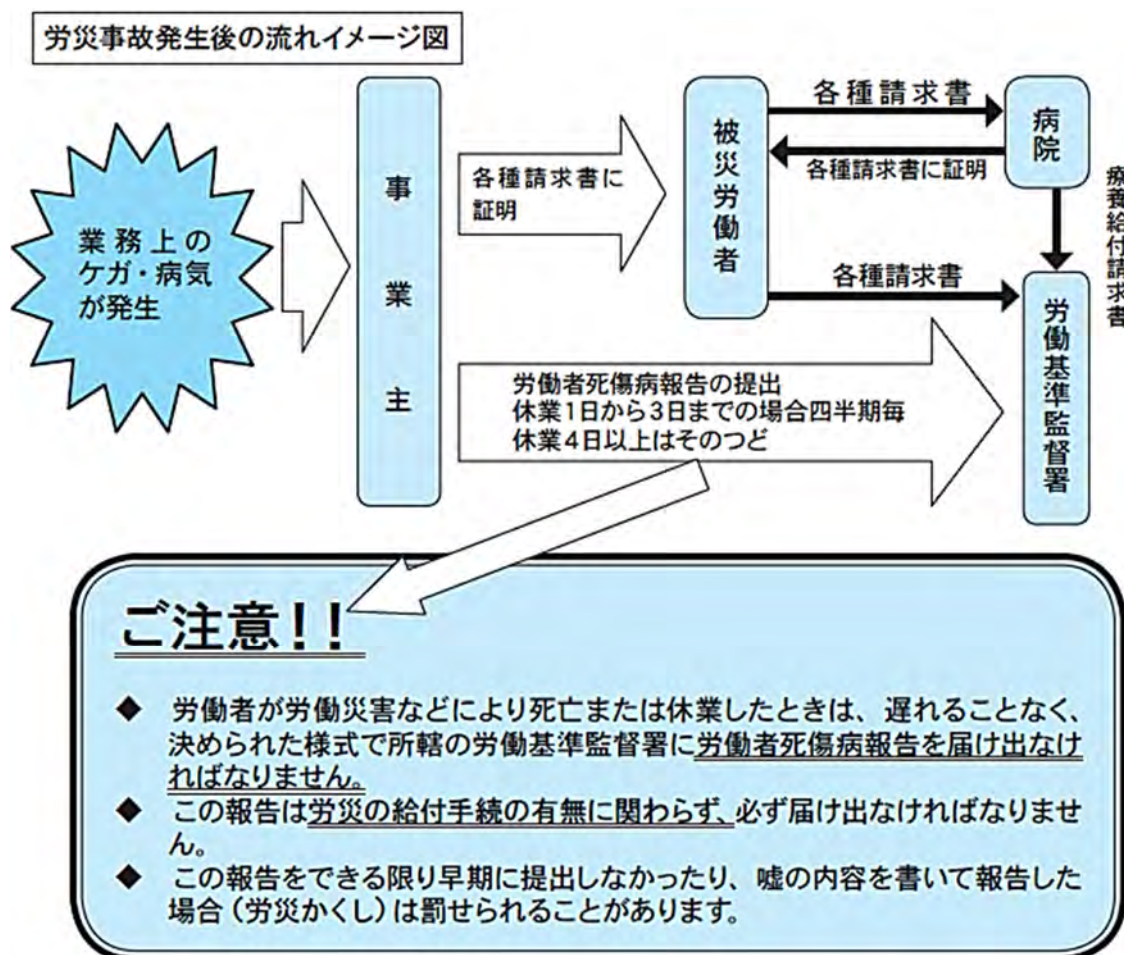 労災事故発生後の流れイメージ図
業務上の
ケガ・病気
が発生
事業主
各種請求書に
証明
被災労働者
各種請求書
病院
各種請求書に証明
療養給付請求書
各種請求書
労働基準監督署
労働者死傷病報告の提出
休業1日から3日までの場合四半期毎
休業4日以上はそのつど
ご注意!!
◆ 労働者が労働災害などにより死亡または休業したときは、遅れることなく、
決められた様式で所轄の労働基準監督署に労働者死傷病報告を届け出なけ
ればなりません。
◆ この報告は労災の給付手続の有無に関わらず、必ず届け出なければなりませ
ん。
◆ この報告をできる限り早期に提出しなかったり、嘘の内容を書いて報告した
場合(労災かくし)は罰せられることがあります。